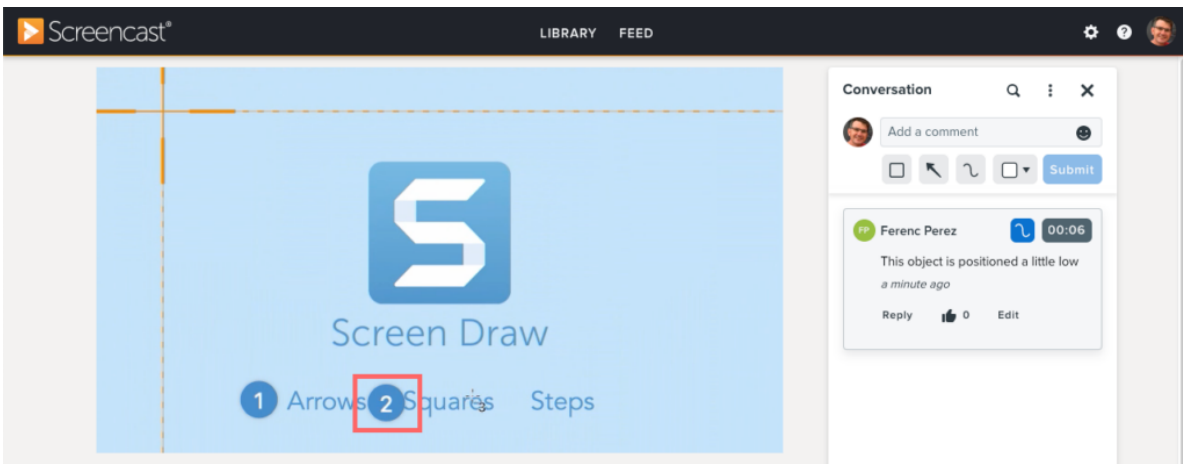 Screencast®
LIBRARY FEED
Conversation
Add a comment
Submit
FP Ferenc Perez 00:06
This object is positioned a little low
a minute ago
Reply 0 Edit
S
Screen Draw
1 Arrows 2 Squares 3 Steps